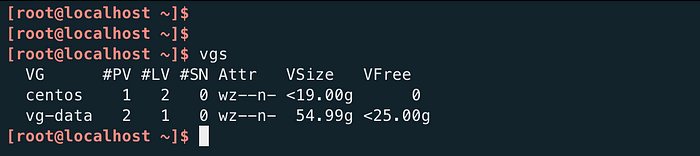 [root@localhost ~]$
[root@localhost ~]$
[root@localhost ~]$ vgs
  VG      #PV #LV #SN Attr   VSize   VFree
  centos    1   2   0 wz--n- <19.00g       0
  vg-data   2   1   0 wz--n-  54.99g <25.00g
[root@localhost ~]$